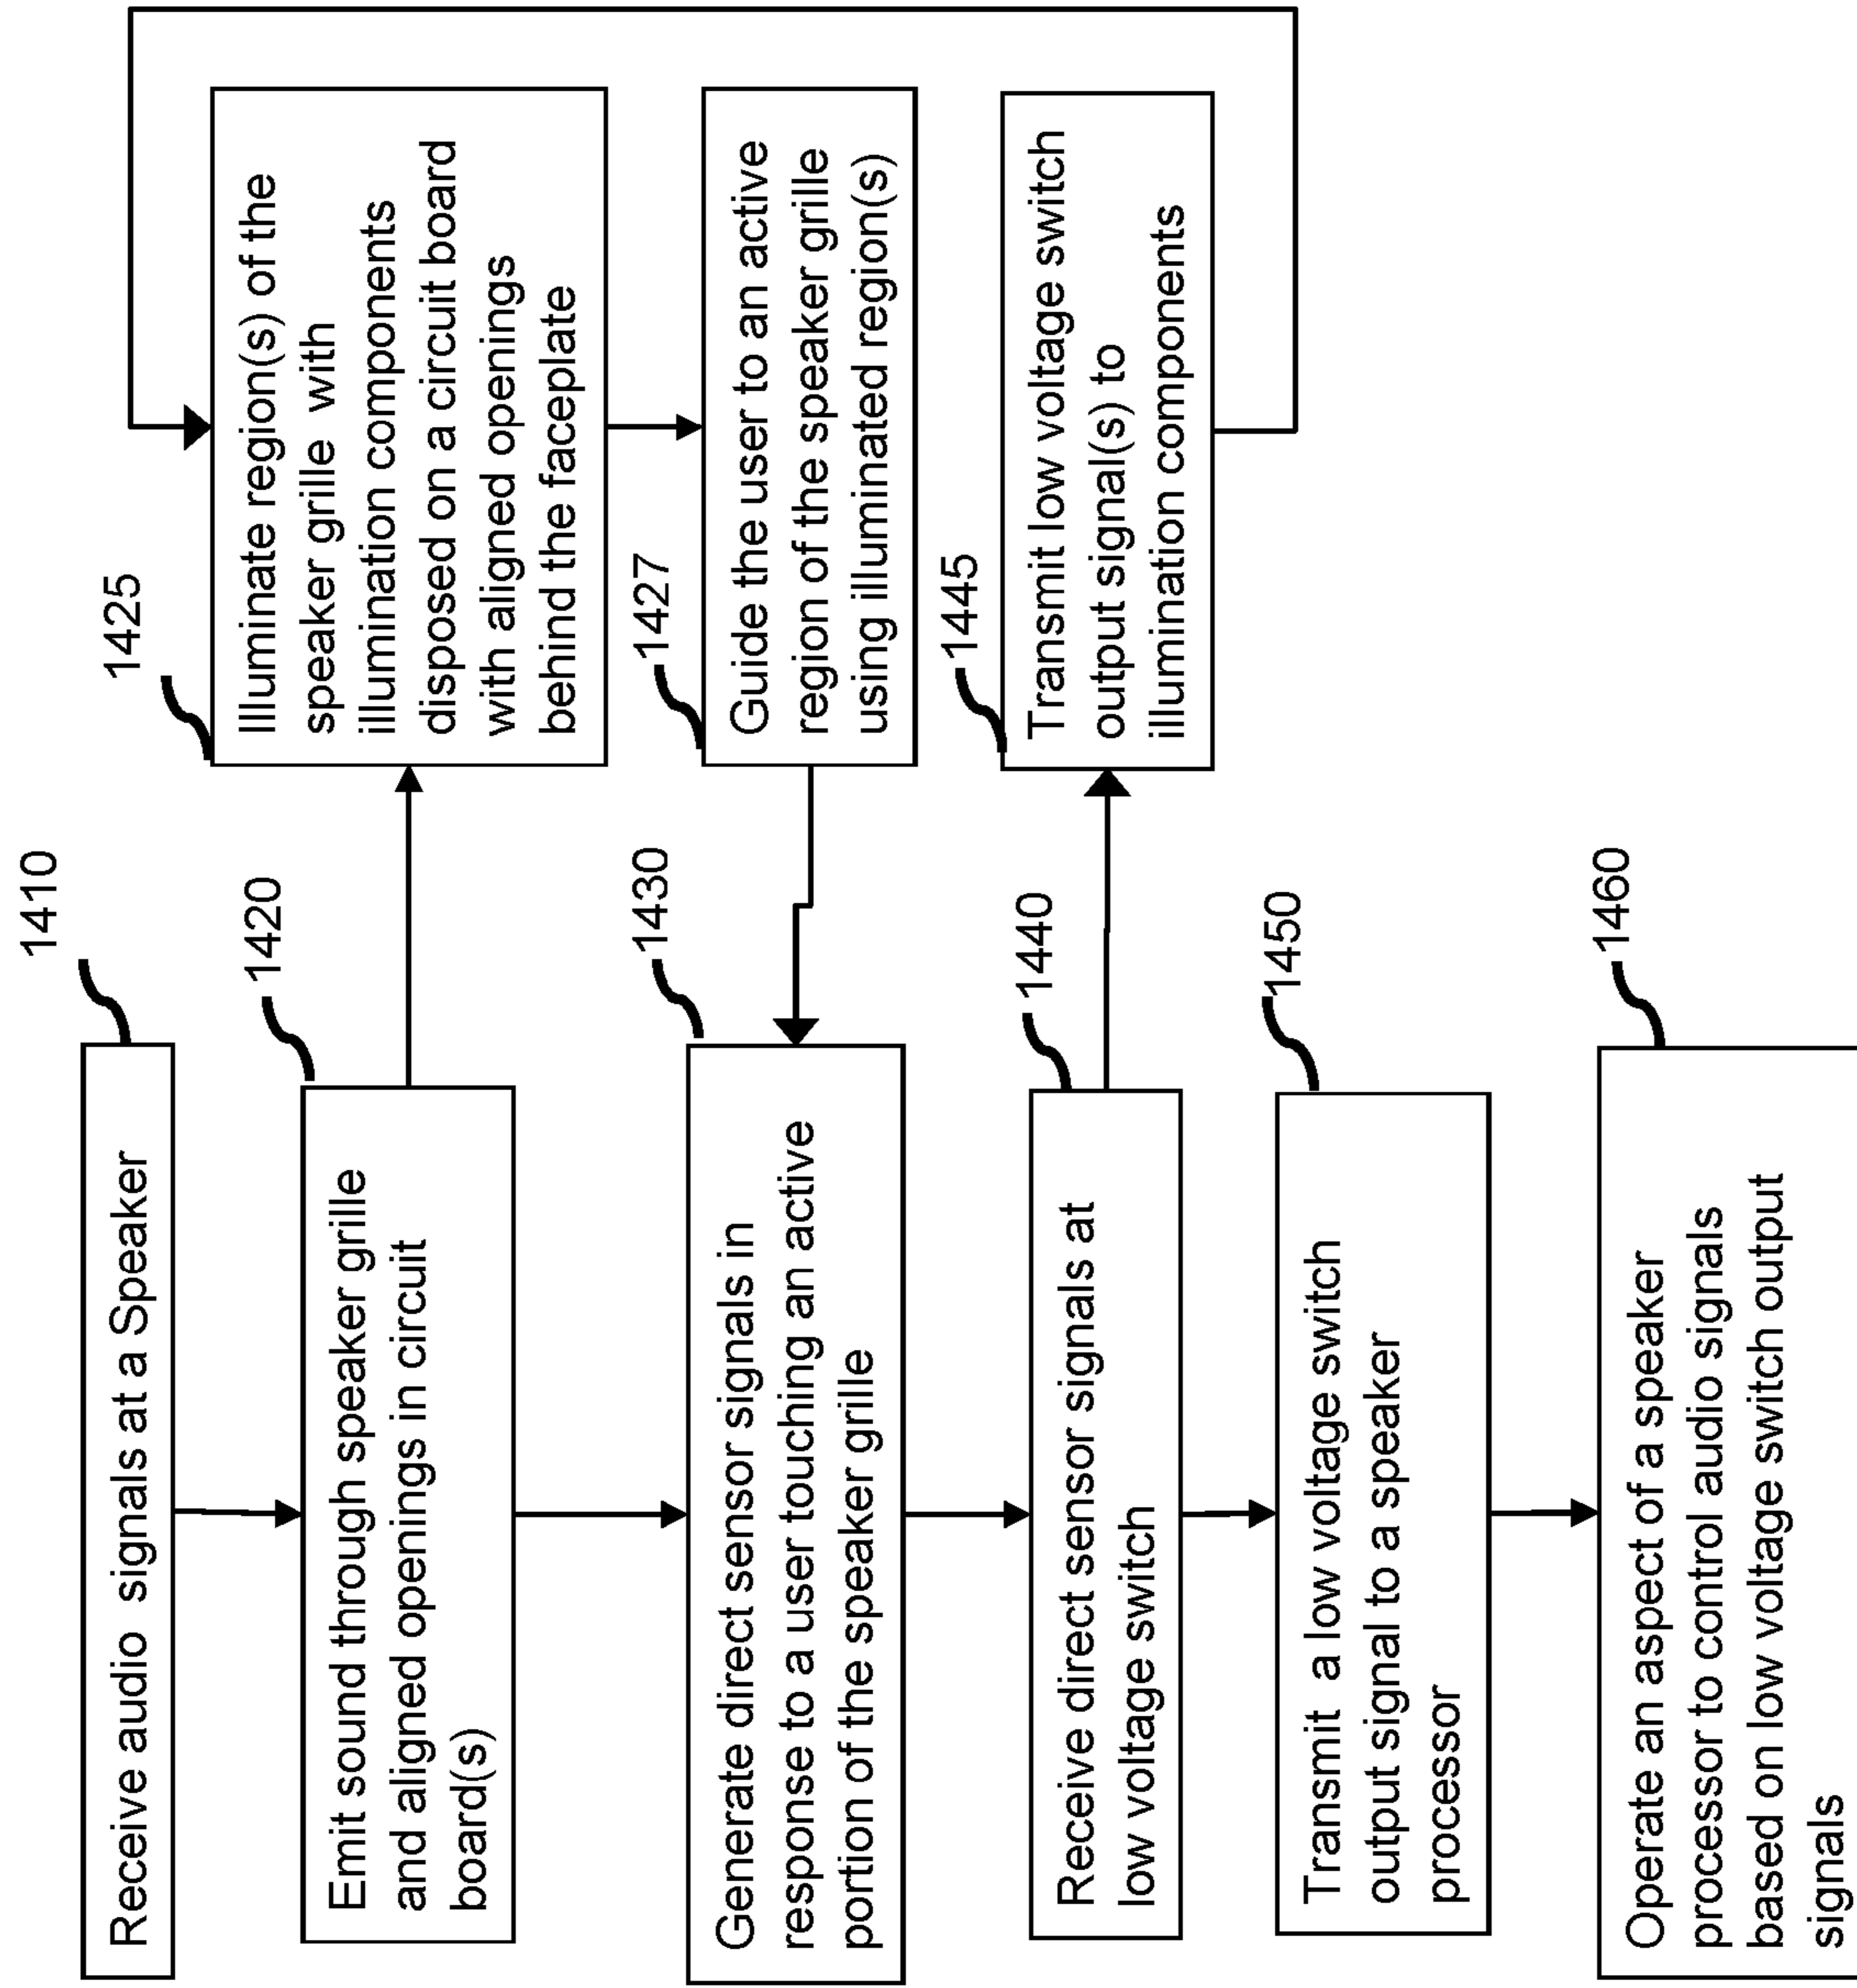 1410
Receive audio signals at a Speaker
1420
Emit sound through speaker grille
and aligned openings in circuit
board(s)
1425
Illuminate region(s) of the
speaker grille with
illumination components
disposed on a circuit board
with aligned openings
behind the faceplate
1427
Guide the user to an active
region of the speaker grille
using illuminated region(s)
1430
Generate direct sensor signals in
response to a user touching an active
portion of the speaker grille
1440
Receive direct sensor signals at
low voltage switch
1445
Transmit low voltage switch
output signal(s) to
illumination components
1450
Transmit a low voltage switch
output signal to a speaker
processor
1460
Operate an aspect of a speaker
processor to control audio signals
based on low voltage switch output
signals